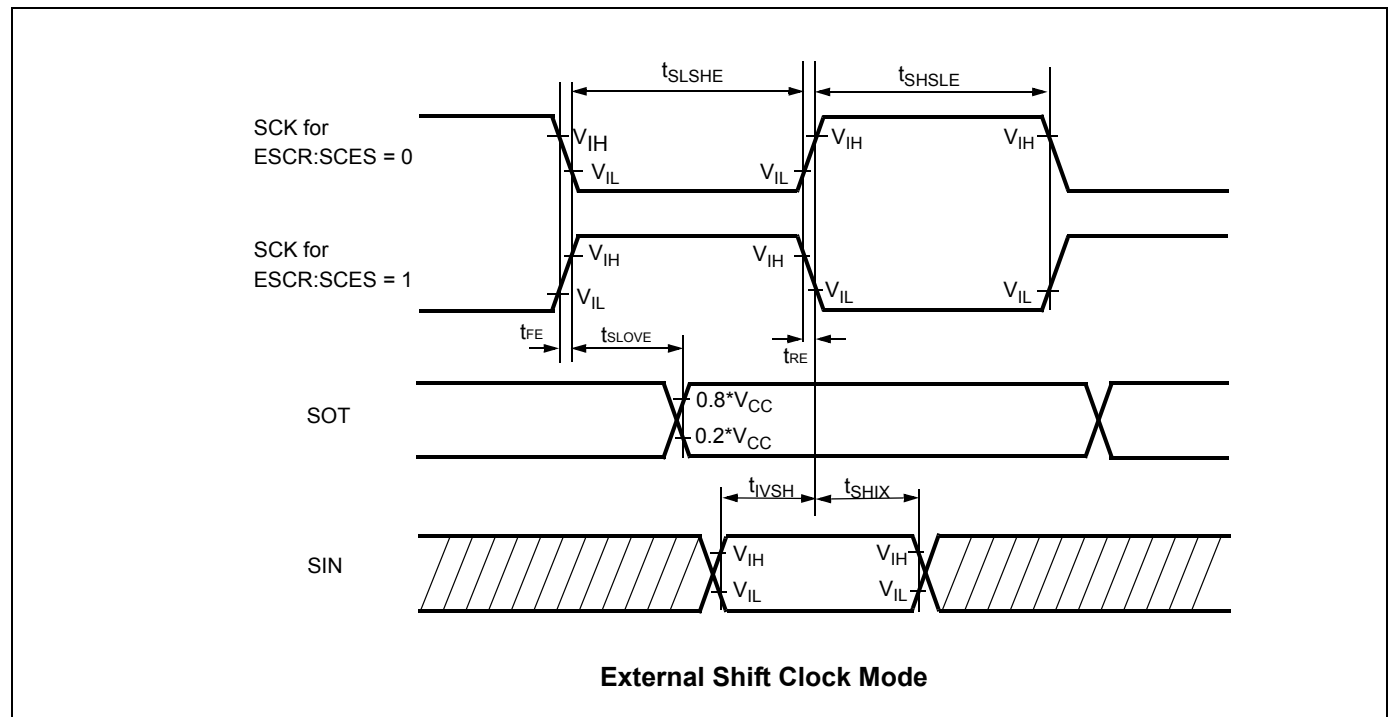 tSLSHE
tSHSLE
SCK for
ESCR:SCES = 0
VIH
VIL
VIL
VIH
VIH
SCK for
ESCR:SCES = 1
VIH
VIL
VIH
VIL
VIL
tFE
tSLOVE
tRE
SOT
0.8*VCC
0.2*VCC
tIVSH
tSHIX
SIN
VIH
VIL
VIH
VIL
External Shift Clock Mode